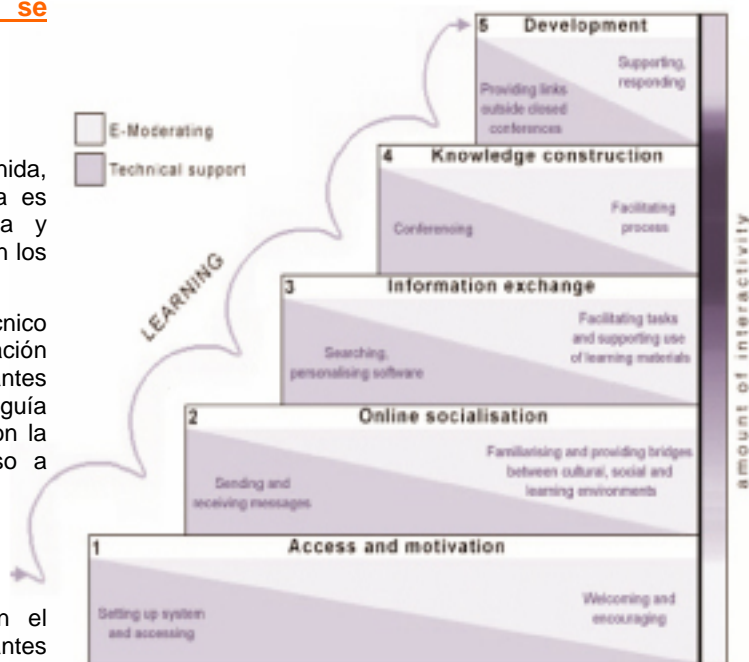 se
nida,
a es
a y
n los
cnico
ación
antes
guía
on la
so a
n el
antes
E-Moderating
Technical support
LEARNING
5 Development
Supporting,
responding
Providing links
outside closed
conferences
4 Knowledge construction
Conferencing
Facilitating
process
3 Information exchange
Searching,
personalising software
Facilitating tasks
and supporting use
of learning materials
2 Online socialisation
Sending and
receiving messages
Familiarising and providing bridges
between cultural, social and
learning environments
1 Access and motivation
Setting up system
and accessing
Welcoming and
encouraging
amount of interactivity